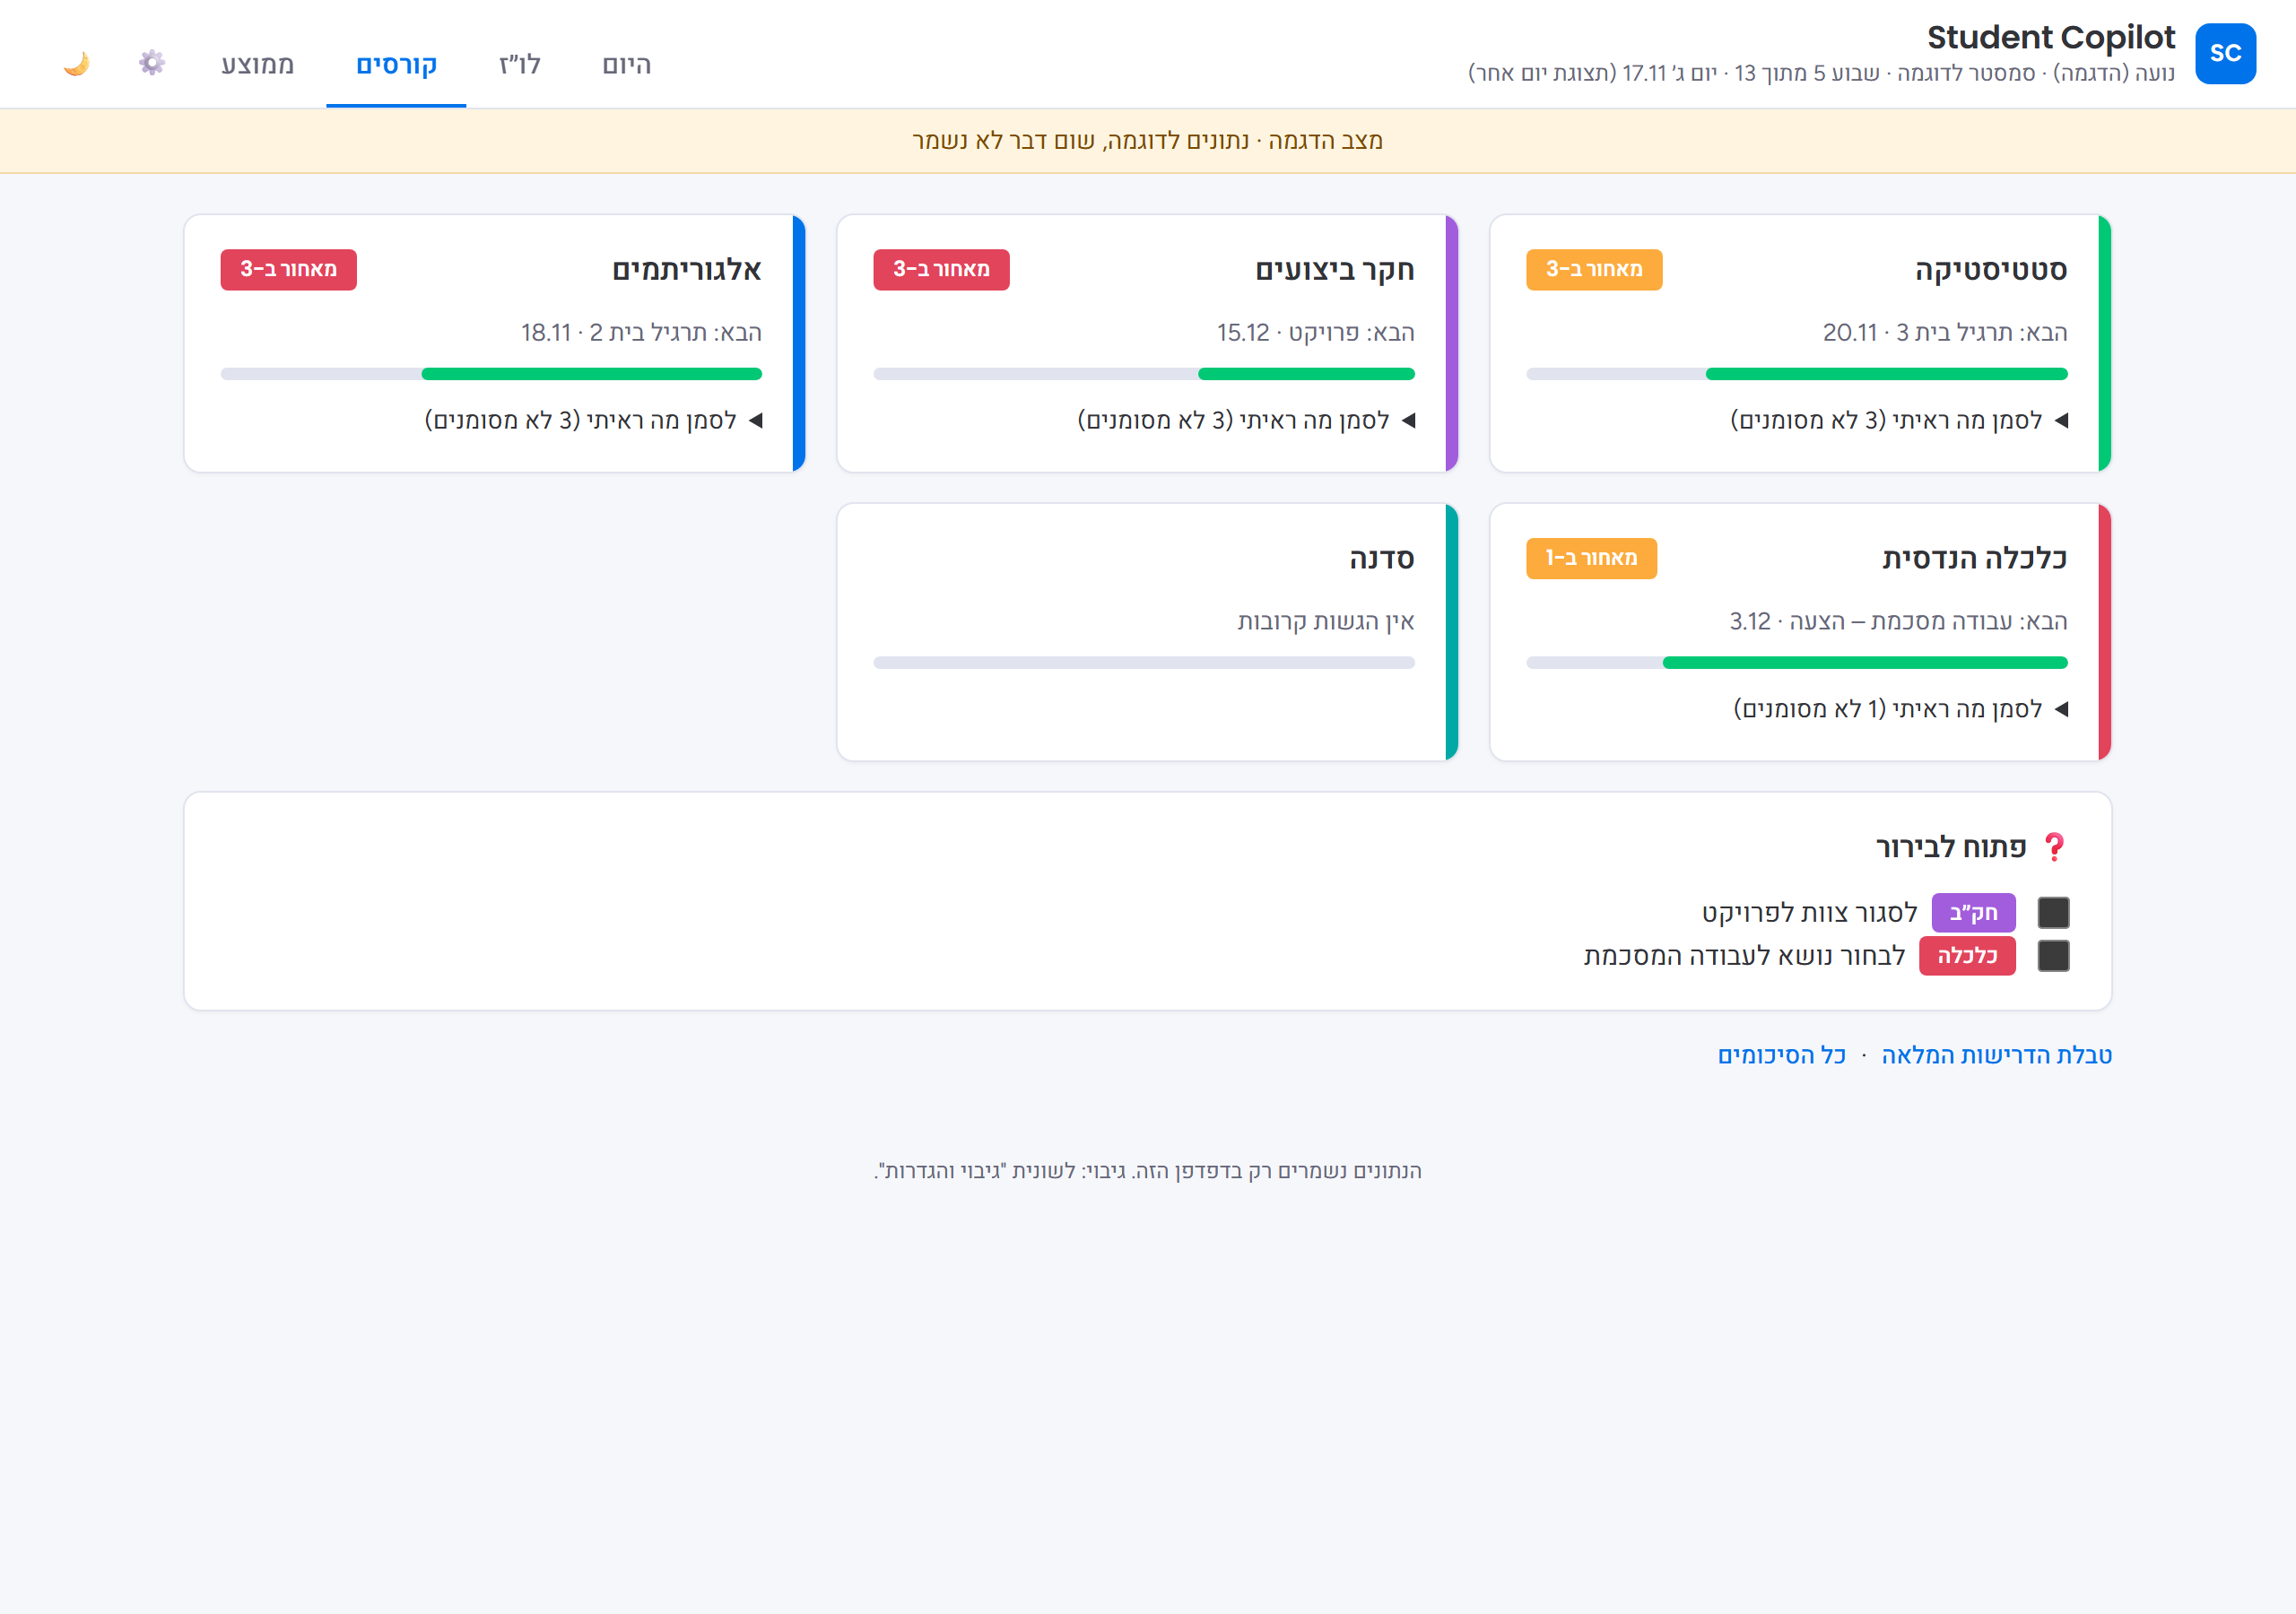 SC
Student Copilot
נועה (הדגמה) · סמסטר לדוגמה · שבוע 5 מתוך 13 · יום ג׳ 17.11 (תצוגת יום אחר)
היום
לו״ז
קורסים
ממוצע
מצב הדגמה · נתונים לדוגמה, שום דבר לא נשמר
סטטיסטיקה
מאחור ב-3
הבא: תרגיל בית 3 · 20.11
לסמן מה ראיתי (3 לא מסומנים)
חקר ביצועים
מאחור ב-3
הבא: פרויקט · 15.12
לסמן מה ראיתי (3 לא מסומנים)
אלגוריתמים
מאחור ב-3
הבא: תרגיל בית 2 · 18.11
לסמן מה ראיתי (3 לא מסומנים)
כלכלה הנדסית
מאחור ב-1
הבא: עבודה מסכמת – הצעה · 3.12
לסמן מה ראיתי (1 לא מסומנים)
סדנה
אין הגשות קרובות
❓ פתוח לבירור
חק״ב לסגור צוות לפרויקט
כלכלה לבחור נושא לעבודה המסכמת
טבלת הדרישות המלאה · כל הסיכומים
הנתונים נשמרים רק בדפדפן הזה. גיבוי: לשונית "גיבוי והגדרות".